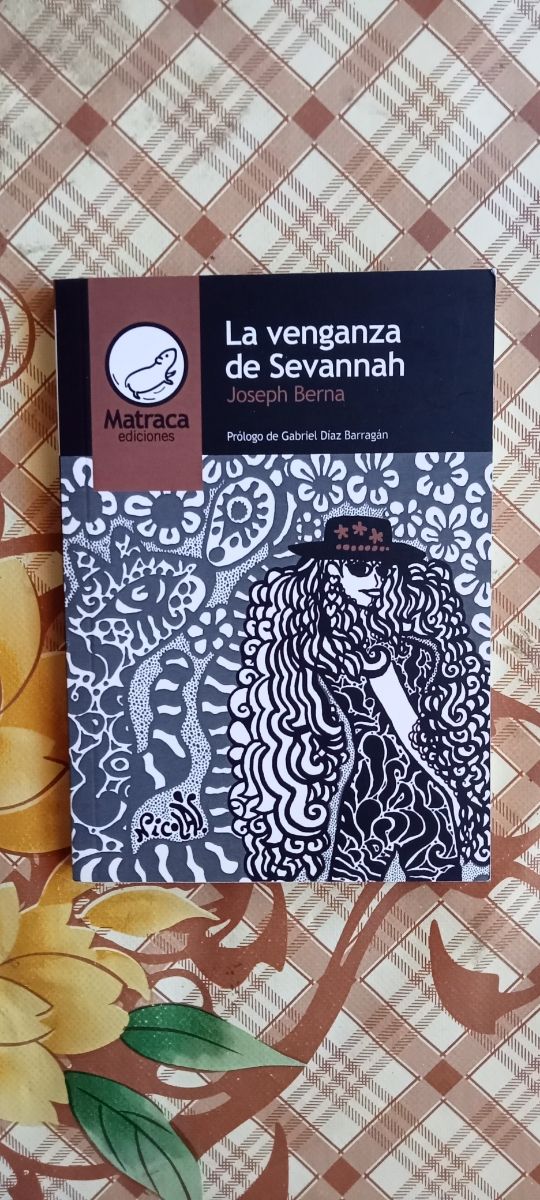 La venganza
de Sevannah
Joseph Berna
Prólogo de Gabriel Díaz Barragán
Matraca
ediciones